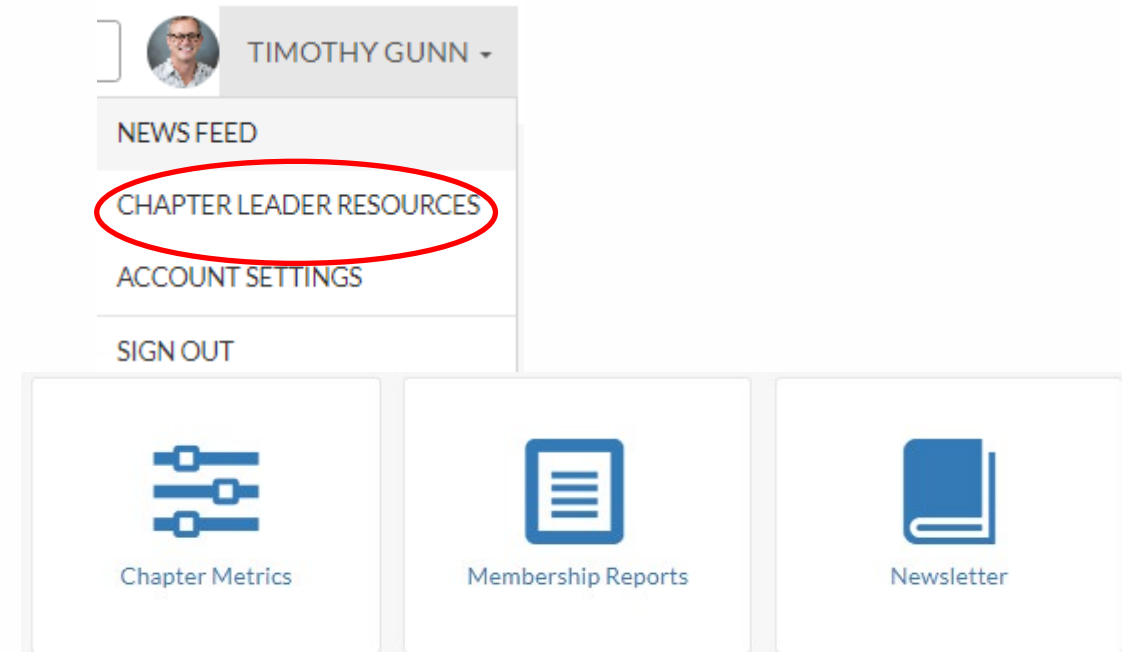 TIMOTHY GUNN
NEWS FEED
CHAPTER LEADER RESOURCES
ACCOUNT SETTINGS
SIGN OUT
Chapter Metrics
Membership Reports
Newsletter